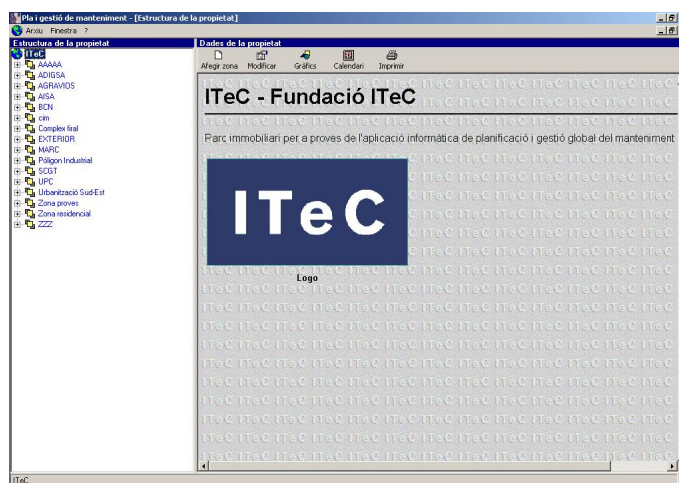 Pla i gestió de manteniment - [Estructura de la propietat]
Arxiu Finestra ?
Estructura de la propietat
ITeC
AAAAA
ADIGSA
AGRAVIOS
AISA
BCN
cim
Complex firal
EXTERIOR
MARC
Póligon Industrial
SCGT
UPC
Urbanització Sud-Est
Zona proves
Zona residencial
ZZZ
Dades de la propietat
Afegir zona Modificar Gràfics Calendari Imprimir
ITeC - Fundació ITeC
Parc immobiliari per a proves de l'aplicació informàtica de planificació i gestió global del manteniment
ITeC
Logo
ITeC